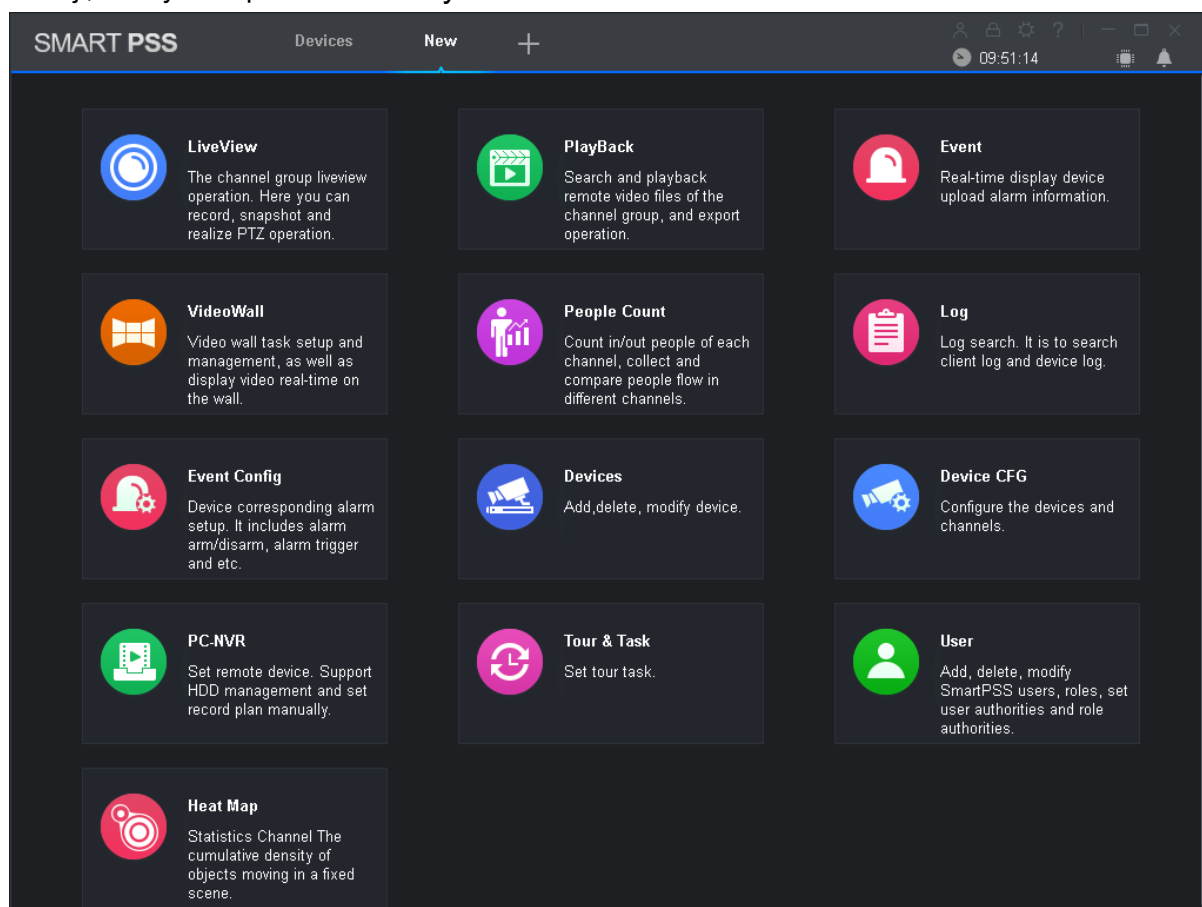 SMART PSS
Devices
New
09:51:14
LiveView
The channel group liveview
operation. Here you can
record, snapshot and
realize PTZ operation.
PlayBack
Search and playback
remote video files of the
channel group, and export
operation.
Event
Real-time display device
upload alarm information.
VideoWall
Video wall task setup and
management, as well as
display video real-time on
the wall.
People Count
Count in/out people of each
channel, collect and
compare people flow in
different channels.
Log
Log search. It is to search
client log and device log.
Event Config
Device corresponding alarm
setup. It includes alarm
arm/disarm, alarm trigger
and etc.
Devices
Add,delete, modify device.
Device CFG
Configure the devices and
channels.
PC-NVR
Set remote device. Support
HDD management and set
record plan manually.
Tour & Task
Set tour task.
User
Add, delete, modify
SmartPSS users, roles, set
user authorities and role
authorities.
Heat Map
Statistics Channel The
cumulative density of
objects moving in a fixed
scene.